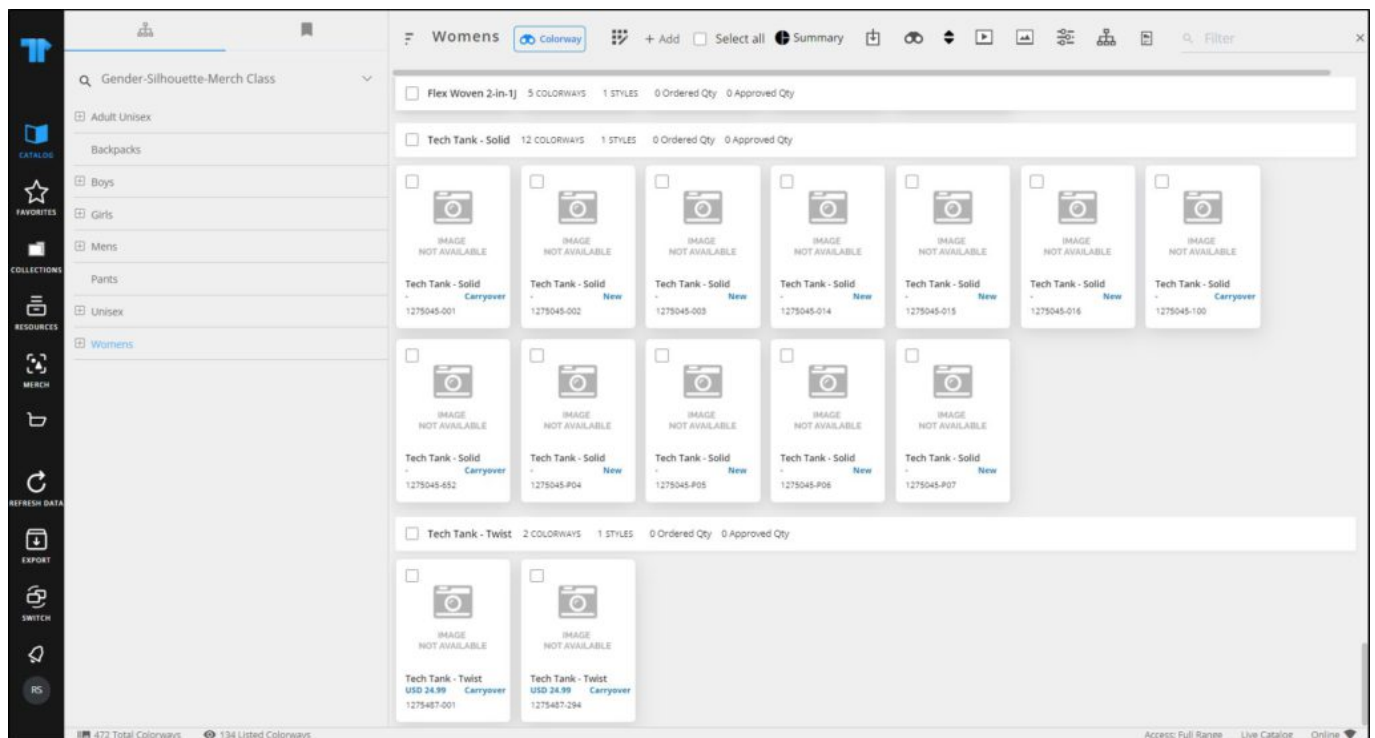 Womens Colorway + Add Select all Summary Filter
Gender-Silhouette-Merch Class
Adult Unisex
Backpacks
Boys
Girls
Mens
Pants
Unisex
Womens
CATALOG
FAVORITES
COLLECTIONS
RESOURCES
MERCH
REFRESH DATA
EXPORT
SWITCH
RS
Flex Woven 2-in-1J 5 COLORWAYS 1 STYLES 0 Ordered Qty 0 Approved Qty
Tech Tank - Solid 12 COLORWAYS 1 STYLES 0 Ordered Qty 0 Approved Qty
IMAGE IMAGE IMAGE IMAGE IMAGE IMAGE IMAGE
NOT AVAILABLE NOT AVAILABLE NOT AVAILABLE NOT AVAILABLE NOT AVAILABLE NOT AVAILABLE NOT AVAILABLE
Tech Tank - Solid Tech Tank - Solid Tech Tank - Solid Tech Tank - Solid Tech Tank - Solid Tech Tank - Solid Tech Tank - Solid
- Carryover - New - New - New - New - New - Carryover
1275045-001 1275045-002 1275045-003 1275045-014 1275045-015 1275045-016 1275045-100
IMAGE IMAGE IMAGE IMAGE IMAGE
NOT AVAILABLE NOT AVAILABLE NOT AVAILABLE NOT AVAILABLE NOT AVAILABLE
Tech Tank - Solid Tech Tank - Solid Tech Tank - Solid Tech Tank - Solid Tech Tank - Solid
- Carryover - New - New - New - New
1275045-652 1275045-P04 1275045-P05 1275045-P06 1275045-P07
Tech Tank - Twist 2 COLORWAYS 1 STYLES 0 Ordered Qty 0 Approved Qty
IMAGE IMAGE
NOT AVAILABLE NOT AVAILABLE
Tech Tank - Twist Tech Tank - Twist
USD 24.99 Carryover USD 24.99 Carryover
1275487-001 1275487-294
472 Total Colorways 134 Listed Colorways Access: Full Range Live Catalog Online